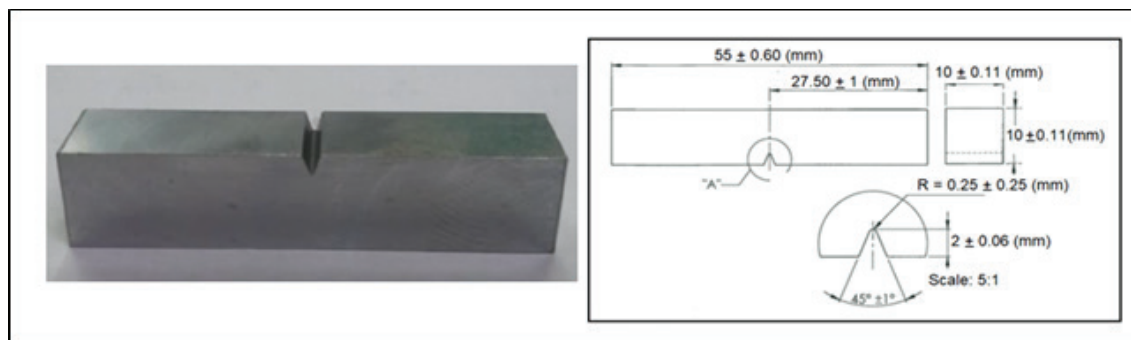 55 ± 0.60 (mm)
27.50 ± 1 (mm)
10 ± 0.11 (mm)
10 ±0.11(mm)
"A"
R = 0.25 ± 0.25 (mm)
2 ± 0.06 (mm)
Scale: 5:1
45° ±1°